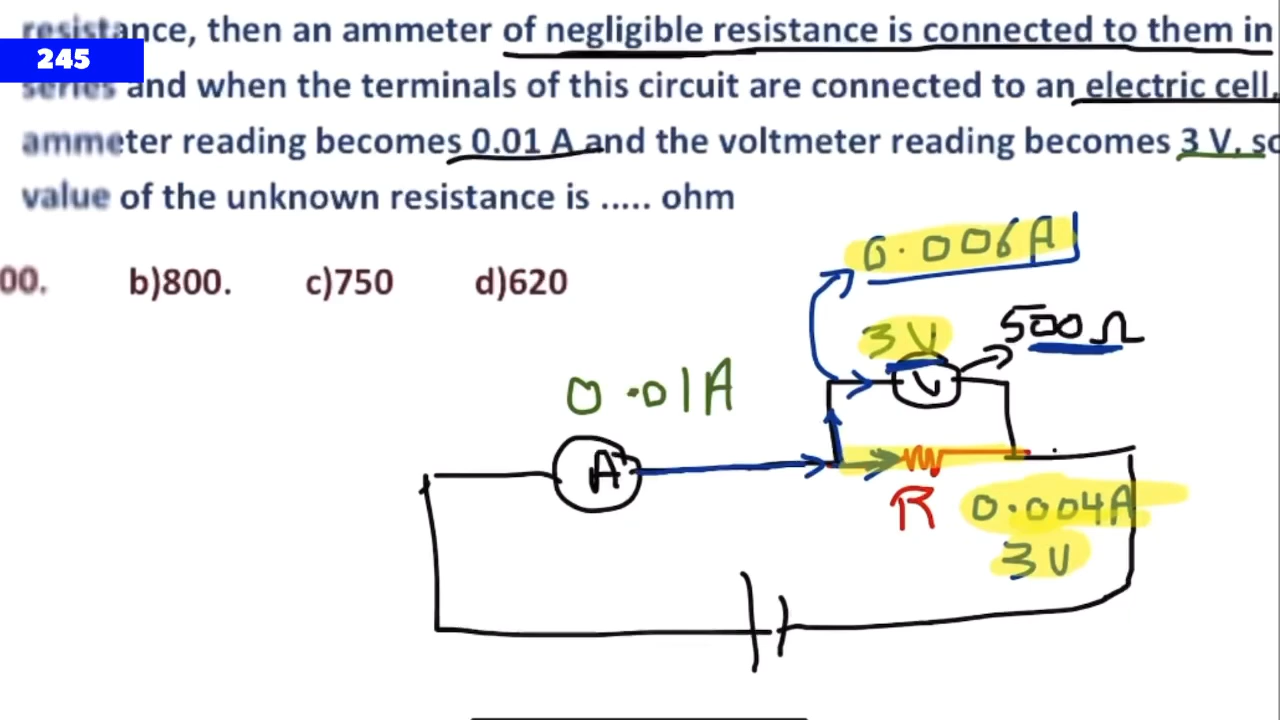 resistance, then an ammeter of negligible resistance is connected to them in
245
series and when the terminals of this circuit are connected to an electric cell,
ammeter reading becomes 0.01 A and the voltmeter reading becomes 3 V, so
value of the unknown resistance is ..... ohm
00. b)800. c)750 d)620
0.006A
3V
500Ω
V
0.01A
A
R
0.004A
3V